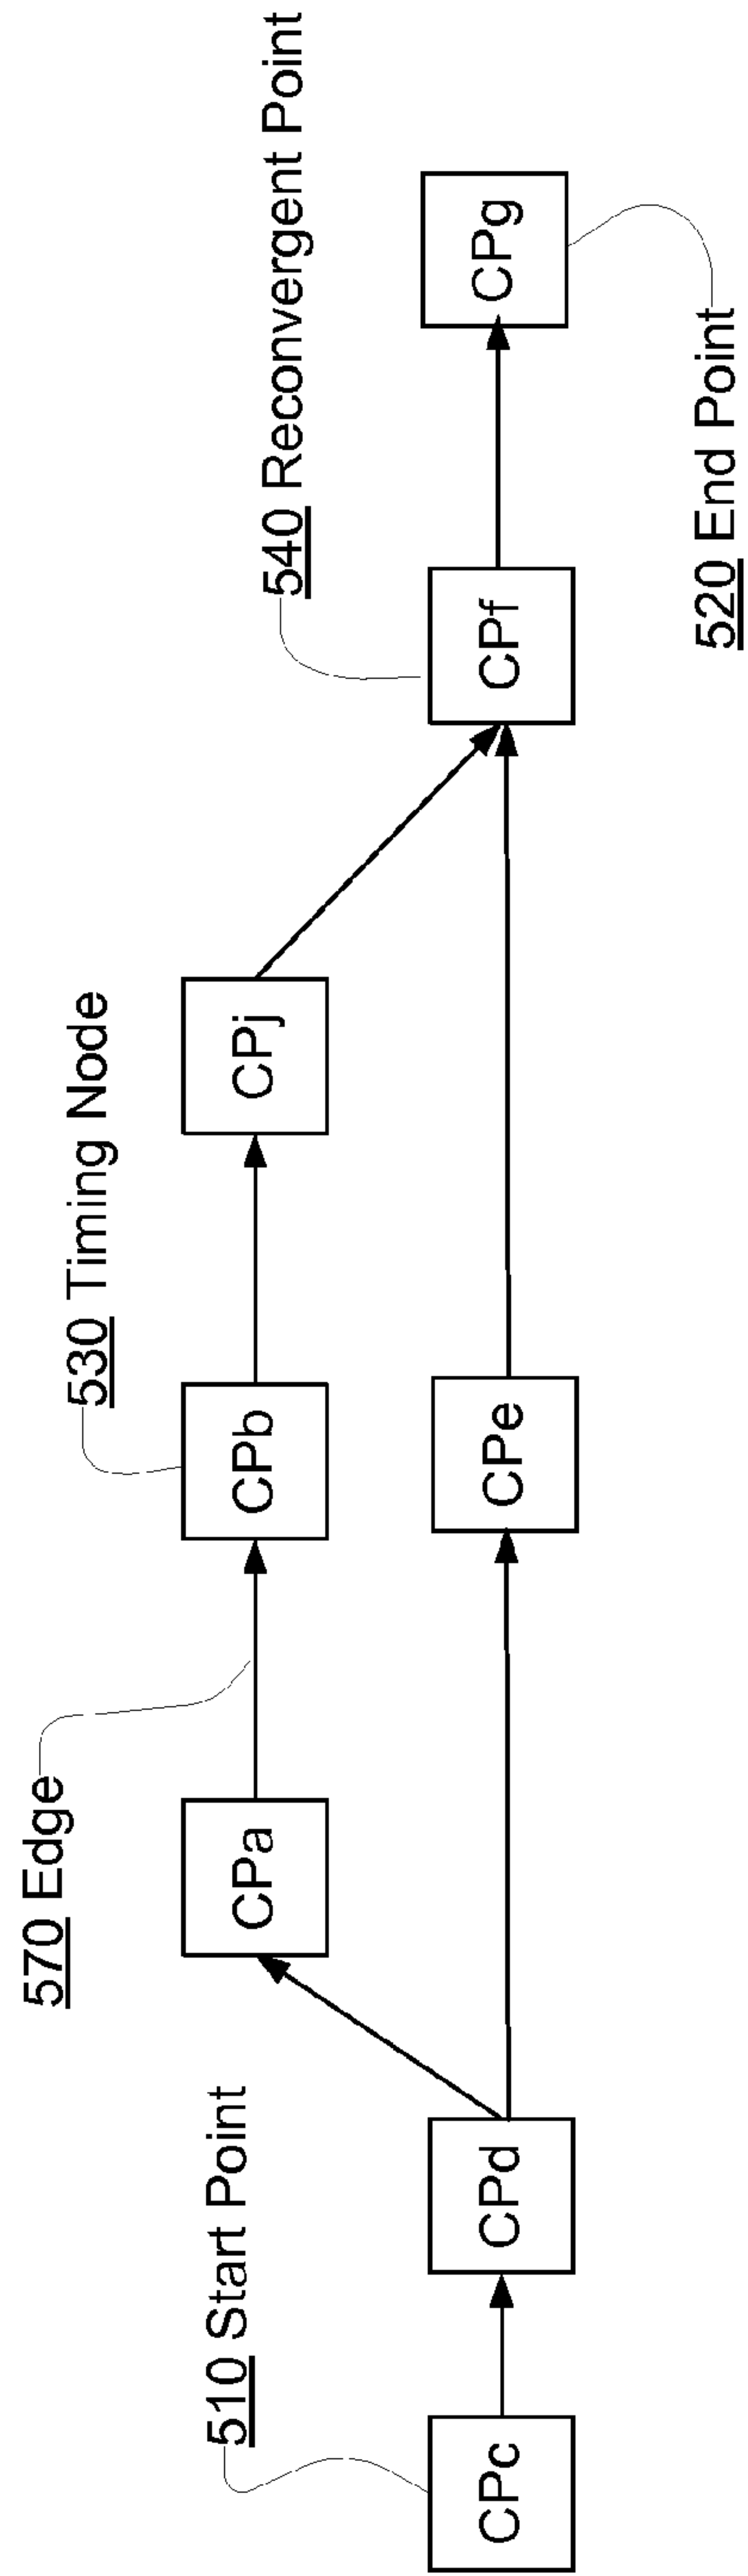 570 Edge
530 Timing Node
510 Start Point
540 Reconvergent Point
CPa
CPb
CPj
CPc
CPd
CPe
CPf
CPg
520 End Point